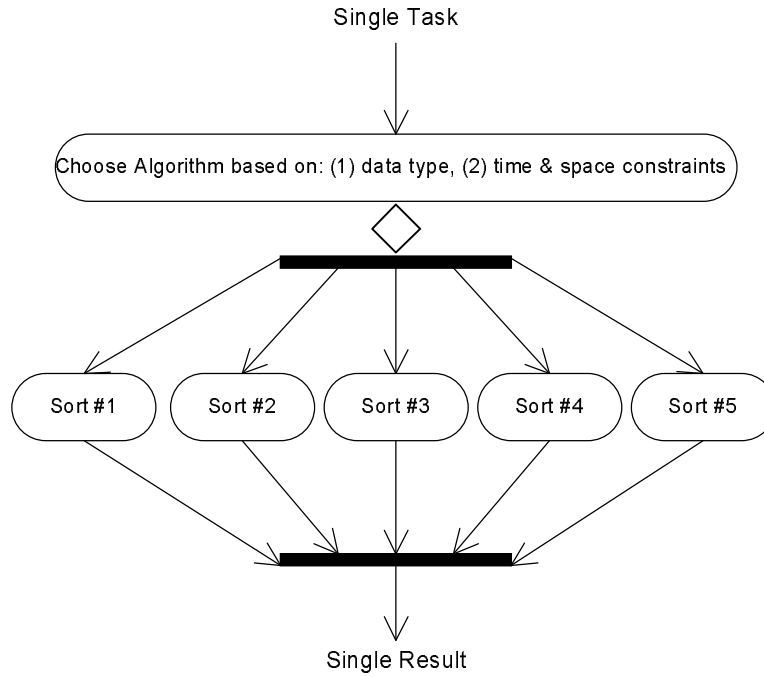 Single Task
Choose Algorithm based on: (1) data type, (2) time & space constraints
Sort #1
Sort #2
Sort #3
Sort #4
Sort #5
Single Result